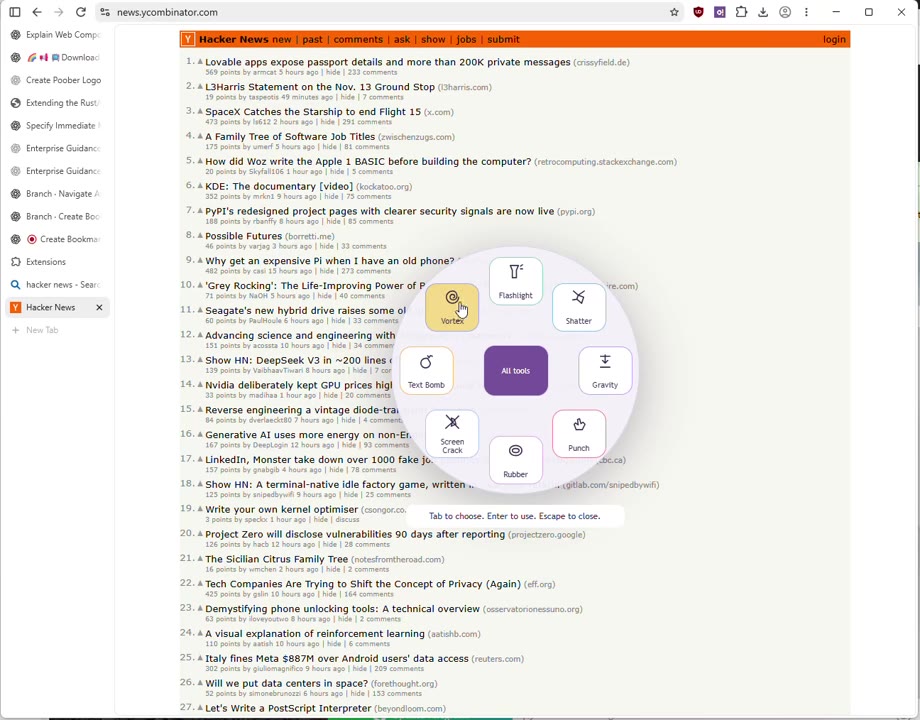 news.ycombinator.com
Explain Web Compo
Download
Create Poober Logo
Extending the Rust/
Specify Immediate I
Enterprise Guidance
Enterprise Guidance
Branch · Navigate A
Branch · Create Boo
Create Bookma
Extensions
hacker news - Searc
Hacker News
New Tab
Y Hacker News new | past | comments | ask | show | jobs | submit login
1. Lovable apps expose passport details and more than 200K private messages (crissyfield.de)
569 points by armcat 5 hours ago | hide | 233 comments
2. L3Harris Statement on the Nov. 13 Ground Stop (l3harris.com)
19 points by taspeotis 49 minutes ago | hide | 7 comments
3. SpaceX Catches the Starship to end Flight 15 (x.com)
473 points by ls612 2 hours ago | hide | 291 comments
4. A Family Tree of Software Job Titles (zwischenzugs.com)
175 points by umerf 5 hours ago | hide | 81 comments
5. How did Woz write the Apple 1 BASIC before building the computer? (retrocomputing.stackexchange.com)
20 points by Skyfall106 1 hour ago | hide | 5 comments
6. KDE: The documentary [video] (kockatoo.org)
352 points by mrkn1 9 hours ago | hide | 75 comments
7. PyPI's redesigned project pages with clearer security signals are now live (pypi.org)
188 points by rbanffy 8 hours ago | hide | 85 comments
8. Possible Futures (borretti.me)
46 points by varjag 3 hours ago | hide | 33 comments
9. Why get an expensive Pi when I have an old phone?
482 points by casi 15 hours ago | hide | 273 comments
10. 'Grey Rocking': The Life-Improving Power of P ire.com)
71 points by NaOH 5 hours ago | hide | 40 comments
11. Seagate's new hybrid drive raises some ol
60 points by PaulHoule 6 hours ago | hide | 33 comments
12. Advancing science and engineering with
151 points by acossta 10 hours ago | hide | 34 commen
13. Show HN: DeepSeek V3 in ~200 lines o
139 points by VaibhaavTiwari 8 hours ago | hide | 7 co
14. Nvidia deliberately kept GPU prices high
33 points by madihaa 1 hour ago | hide | 20 comments
15. Reverse engineering a vintage diode-tra
84 points by dverlaeckt80 7 hours ago | hide | 4 comme
16. Generative AI uses more energy on non-En
167 points by DeepLogin 12 hours ago | hide | 93 comments
17. LinkedIn, Monster take down over 1000 fake jo cbc.ca)
157 points by gnabgib 4 hours ago | hide | 78 comments
18. Show HN: A terminal-native idle factory game, written i (gitlab.com/snipedbywifi)
125 points by snipedbywifi 9 hours ago | hide | 25 comments
19. Write your own kernel optimiser (csongor.co.
3 points by speckx 1 hour ago | hide | discuss
20. Project Zero will disclose vulnerabilities 90 days after reporting (projectzero.google)
126 points by hacb 12 hours ago | hide | 28 comments
21. The Sicilian Citrus Family Tree (notesfromtheroad.com)
16 points by wmchen 2 hours ago | hide | 2 comments
22. Tech Companies Are Trying to Shift the Concept of Privacy (Again) (eff.org)
425 points by gslin 10 hours ago | hide | 164 comments
23. Demystifying phone unlocking tools: A technical overview (osservatorionessuno.org)
63 points by iloveyoutwo 8 hours ago | hide | 2 comments
24. A visual explanation of reinforcement learning (aatishb.com)
110 points by aatish 10 hours ago | hide | 6 comments
25. Italy fines Meta $887M over Android users' data access (reuters.com)
302 points by giuliomagnifico 9 hours ago | hide | 209 comments
26. Will we put data centers in space? (forethought.org)
52 points by simonebrunozzi 6 hours ago | hide | 153 comments
27. Let's Write a PostScript Interpreter (beyondloom.com)
Flashlight
Vortex
Shatter
Text Bomb
All tools
Gravity
Screen
Crack
Punch
Rubber
Tab to choose. Enter to use. Escape to close.